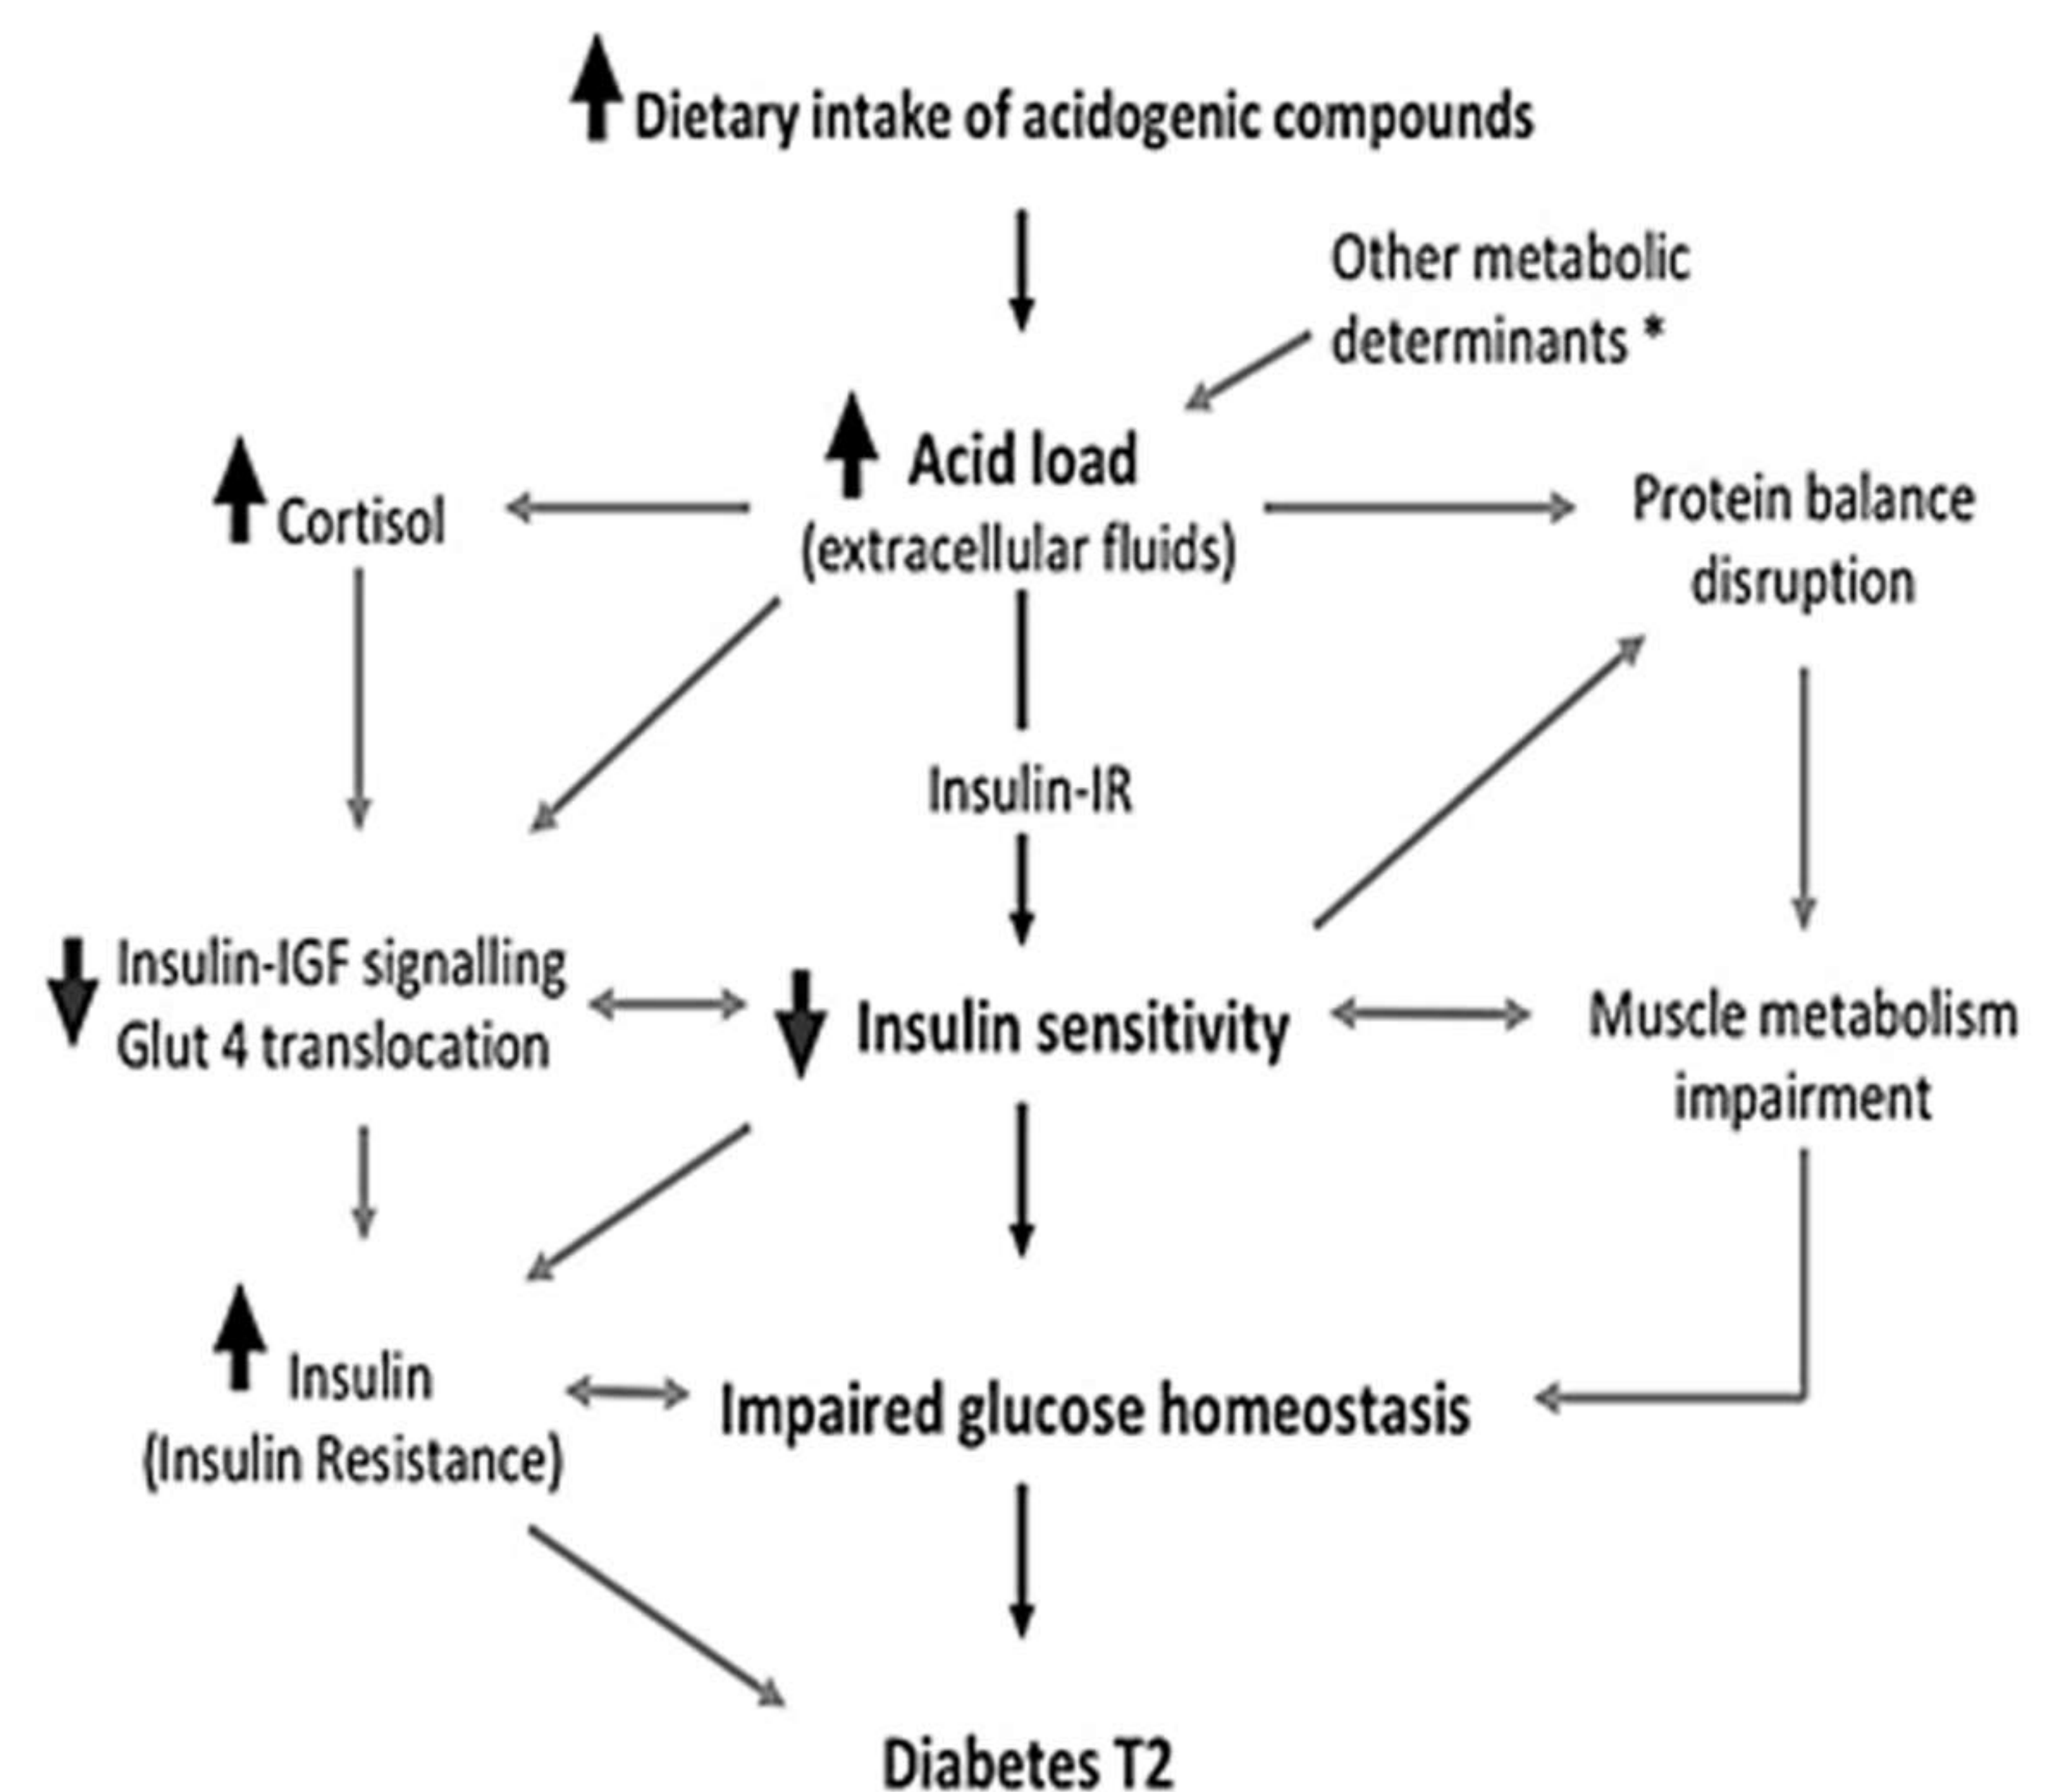 Dietary intake of acidogenic compounds
Other metabolic
determinants *
Acid load
(extracellular fluids)
Cortisol
Protein balance
disruption
Insulin-IR
Insulin-IGF signalling
Glut 4 translocation
Insulin sensitivity
Muscle metabolism
impairment
Insulin
(Insulin Resistance)
Impaired glucose homeostasis
Diabetes T2